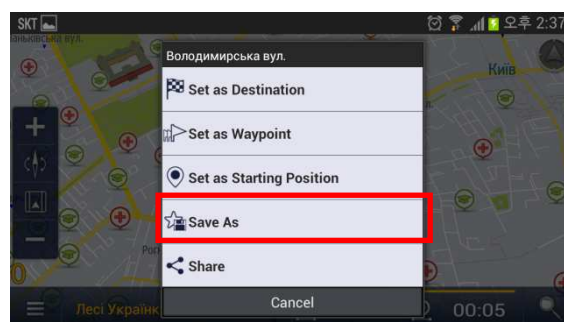 SKT
오후 2:37
Володимирська вул.
Київ
Set as Destination
Set as Waypoint
Set as Starting Position
Save As
Share
Cancel
Лесі Українк
00:05